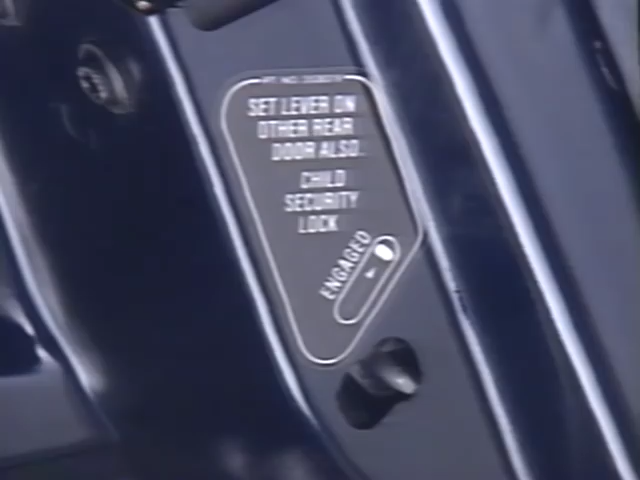 SET LEVER ON
OTHER REAR
DOOR ALSO.
CHILD
SECURITY
LOCK
ENGAGED